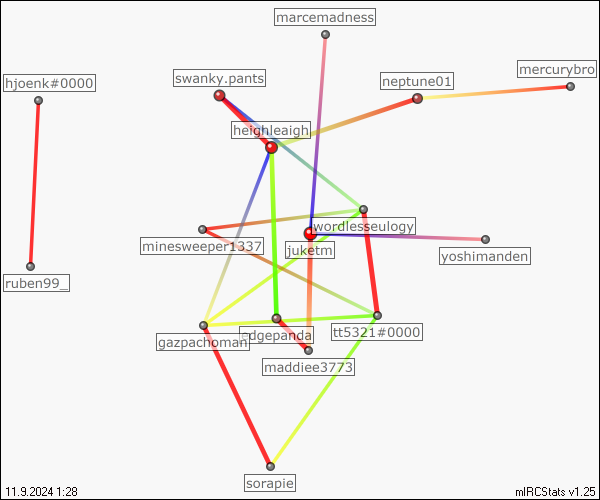 marcemadness
swanky.pants
neptune01
mercurybro
hjoenk#0000
heighleaigh
wordlesseulogy
minesweeper1337
juketm
yoshimanden
ruben99_
tt5321#0000
edgepanda
gazpachoman
maddiee3773
sorapie
11.9.2024 1:28
mIRCStats v1.25